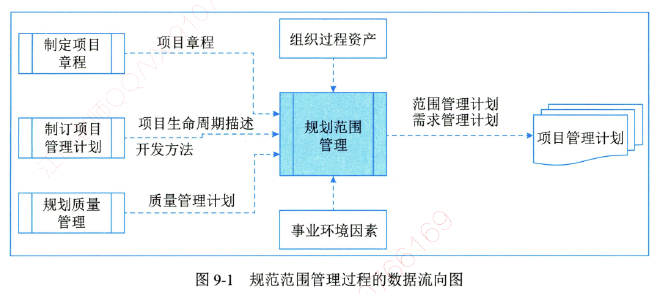 制定项目
章程
项目章程
组织过程资产
制订项目
管理计划
项目生命周期描述
开发方法
规划范围
管理
范围管理计划
需求管理计划
项目管理计划
规划质量
管理
质量管理计划
事业环境因素
图 9-1 规范范围管理过程的数据流向图